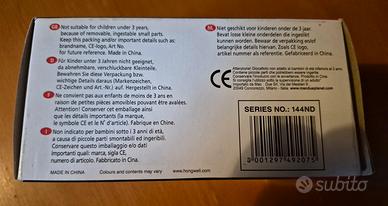 GB Not suitable for children under 3 years,
because of removable, ingestable small parts.
Keep this packing and/or important details such as:
brandname, CE-logo, Art No.
for future reference. Made in China.
D Für Kinder unter 3 Jahren nicht geeignet,
da abnehmbare, verschluckbare Kleinteile.
Bewahren Sie diese Verpackung bzw.
wichtige Details daraus (Markenzeichen,
CE-Zeichen und Art.-Nr.) auf. Hergestellt in China.
F Ne convient pas aux enfants de moins de 3 ans en
raison de petites pièces amovibles pouvant être avalées.
Attention! Conserver cet emballage ainsi
que les détails importants (la marque,
le symbole CE et le N° d'article). Fabrique en Chine.
I Non indicato per bambini sotto i 3 anni di età,
a causa di piccole parti smontabili ed ingeribili.
Conservare questo imballaggio e/o dati
importanti quali: marca, sigla CE,
numero di articolo. Fabbricato in Cina.
MADE IN CHINA
Colours and contents may vary
www.hongwell.com
NL Niet geschikt voor kinderen onder de 3 jaar.
Bevat losse kleine onderdelen die ingeslikt
kunnen worden. Bewaar de verpakking en/of
belangrijke details hiervan. Zoals CE logo,
artikel nummer als referentie. Gefabriceerd in China.
CE
SERIES NO.: 144ND
0 001297 492075
subito